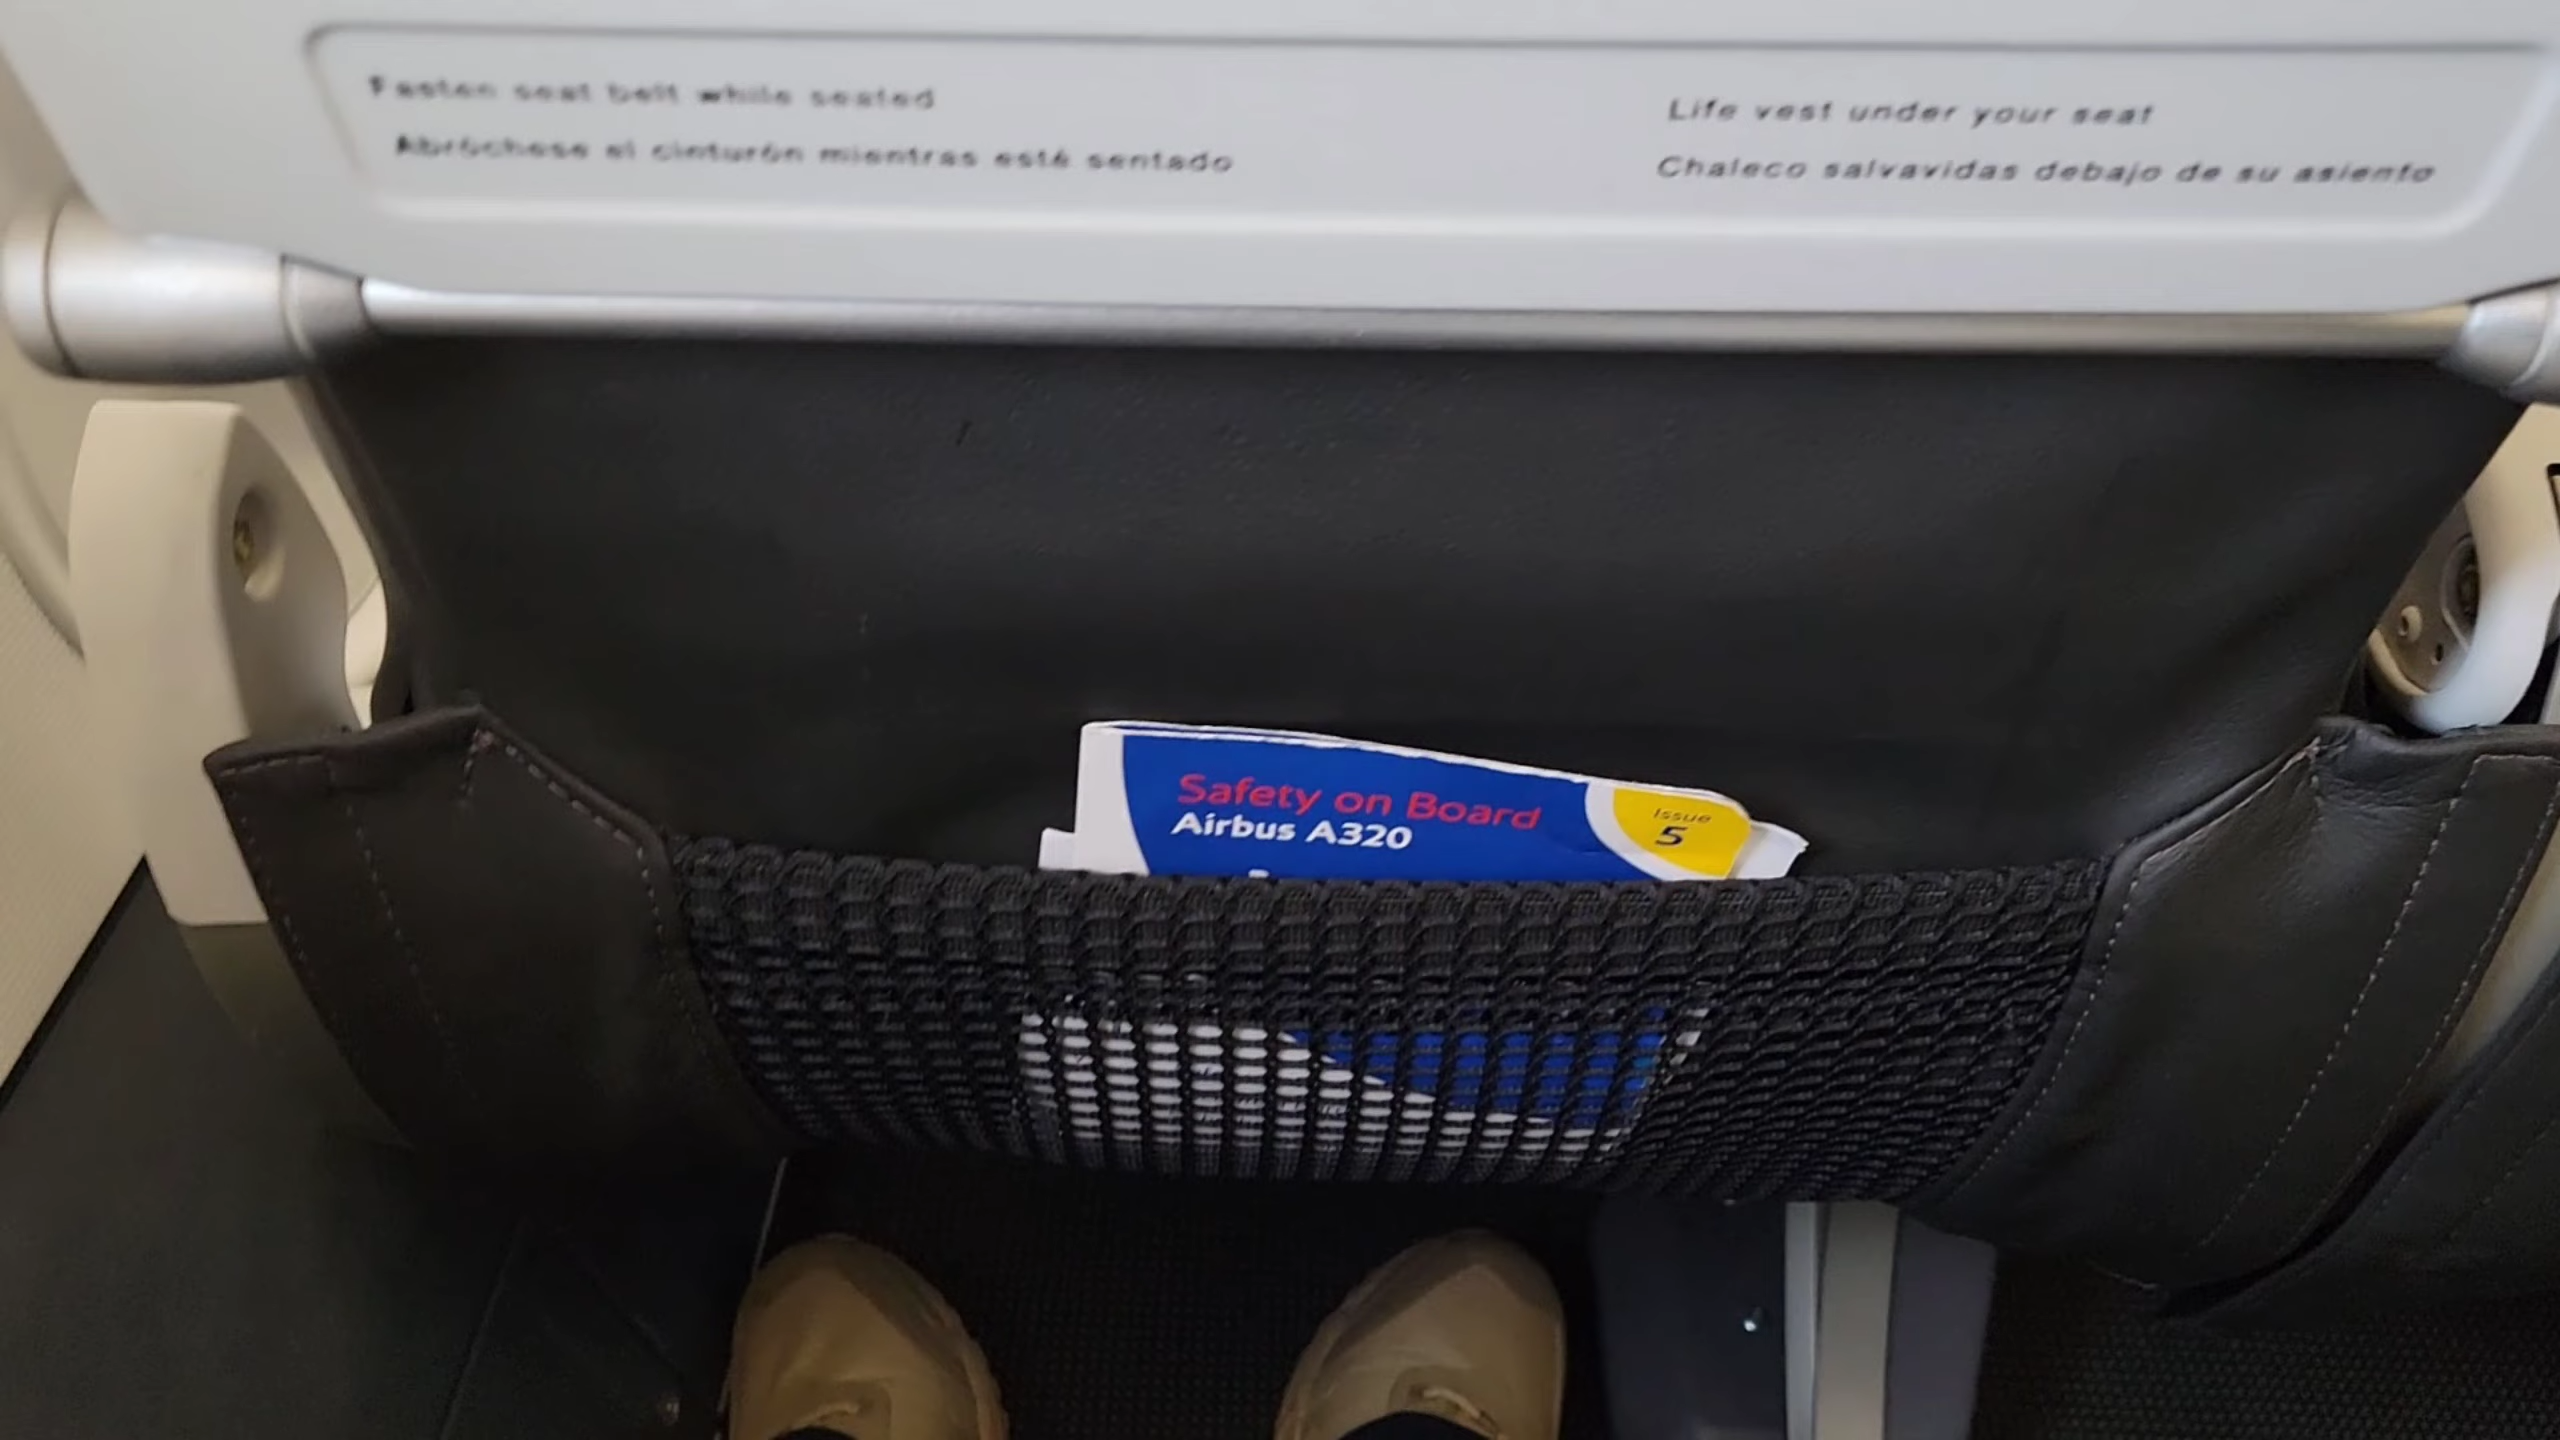 Fasten seat belt while seated
Abróchese el cinturón mientras esté sentado
Life vest under your seat
Chaleco salvavidas debajo de su asiento
Safety on Board
Airbus A320
Issue
5